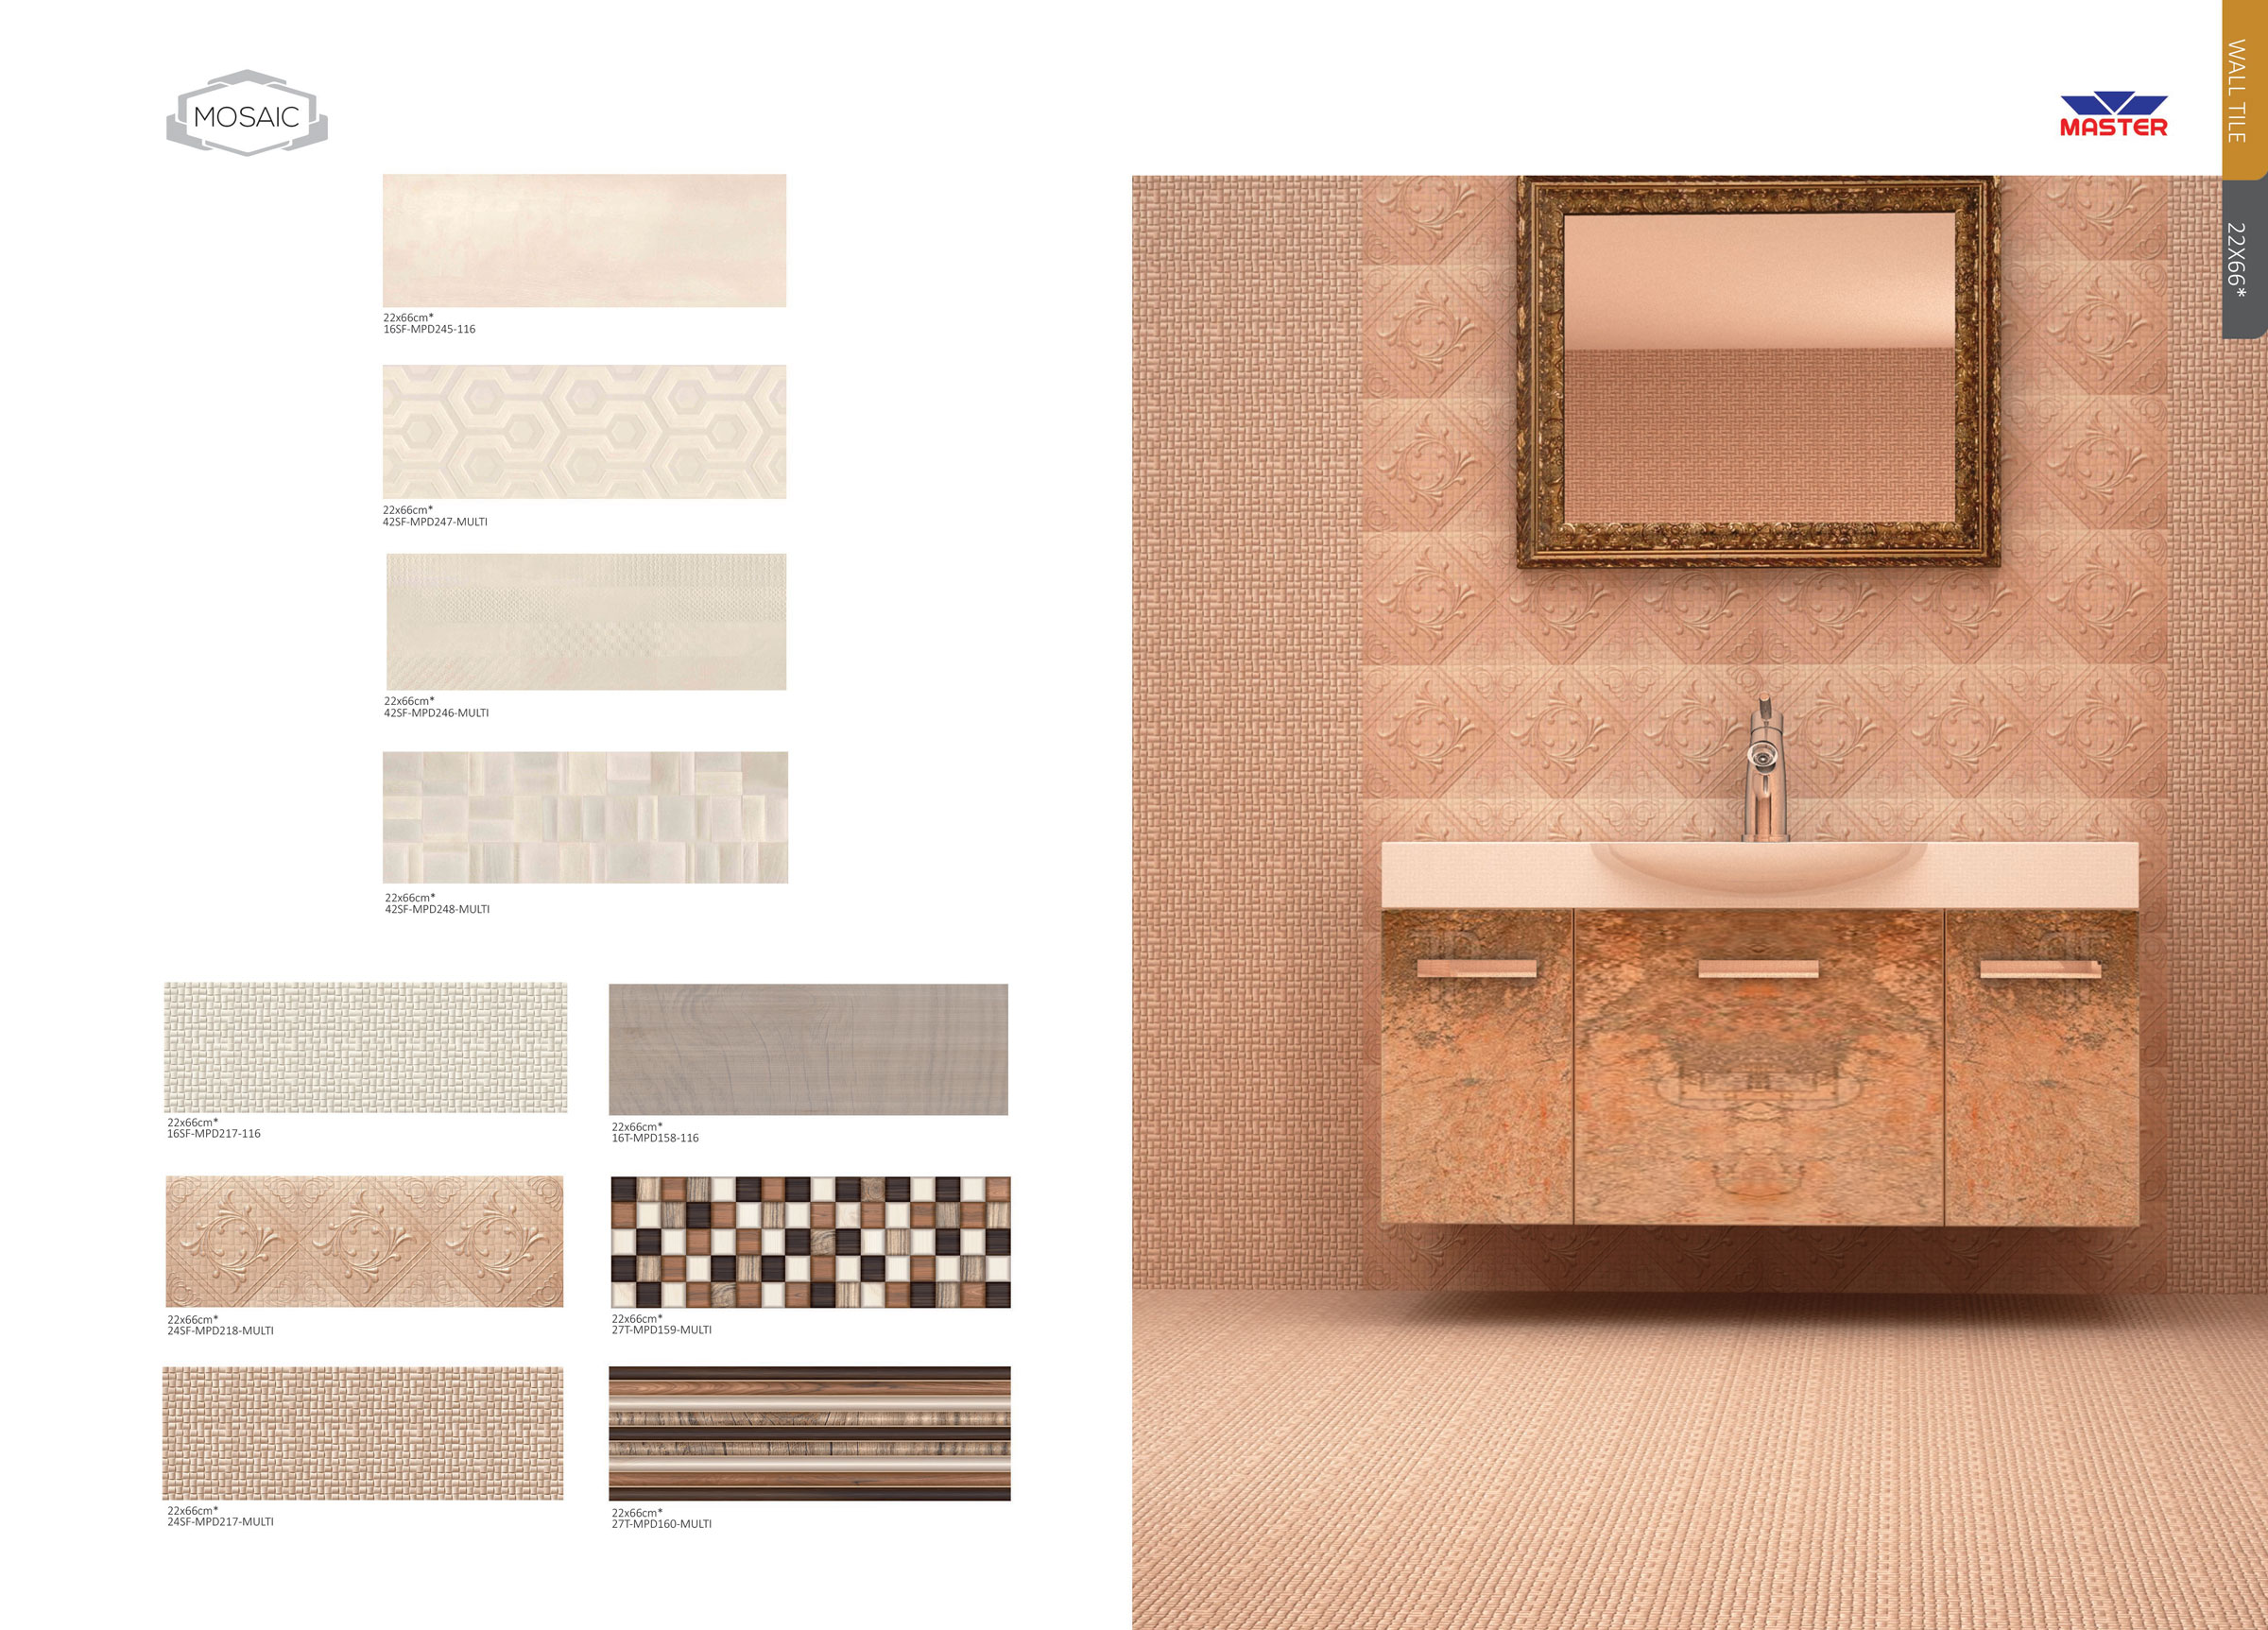 MOSAIC
MASTER
WALL TILE
22X66*
22x66cm*
16SF-MPD245-116
22x66cm*
42SF-MPD247-MULTI
22x66cm*
42SF-MPD246-MULTI
22x66cm*
42SF-MPD248-MULTI
22x66cm*
16SF-MPD217-116
22x66cm*
16T-MPD158-116
22x66cm*
24SF-MPD218-MULTI
22x66cm*
27T-MPD159-MULTI
22x66cm*
24SF-MPD217-MULTI
22x66cm*
27T-MPD160-MULTI